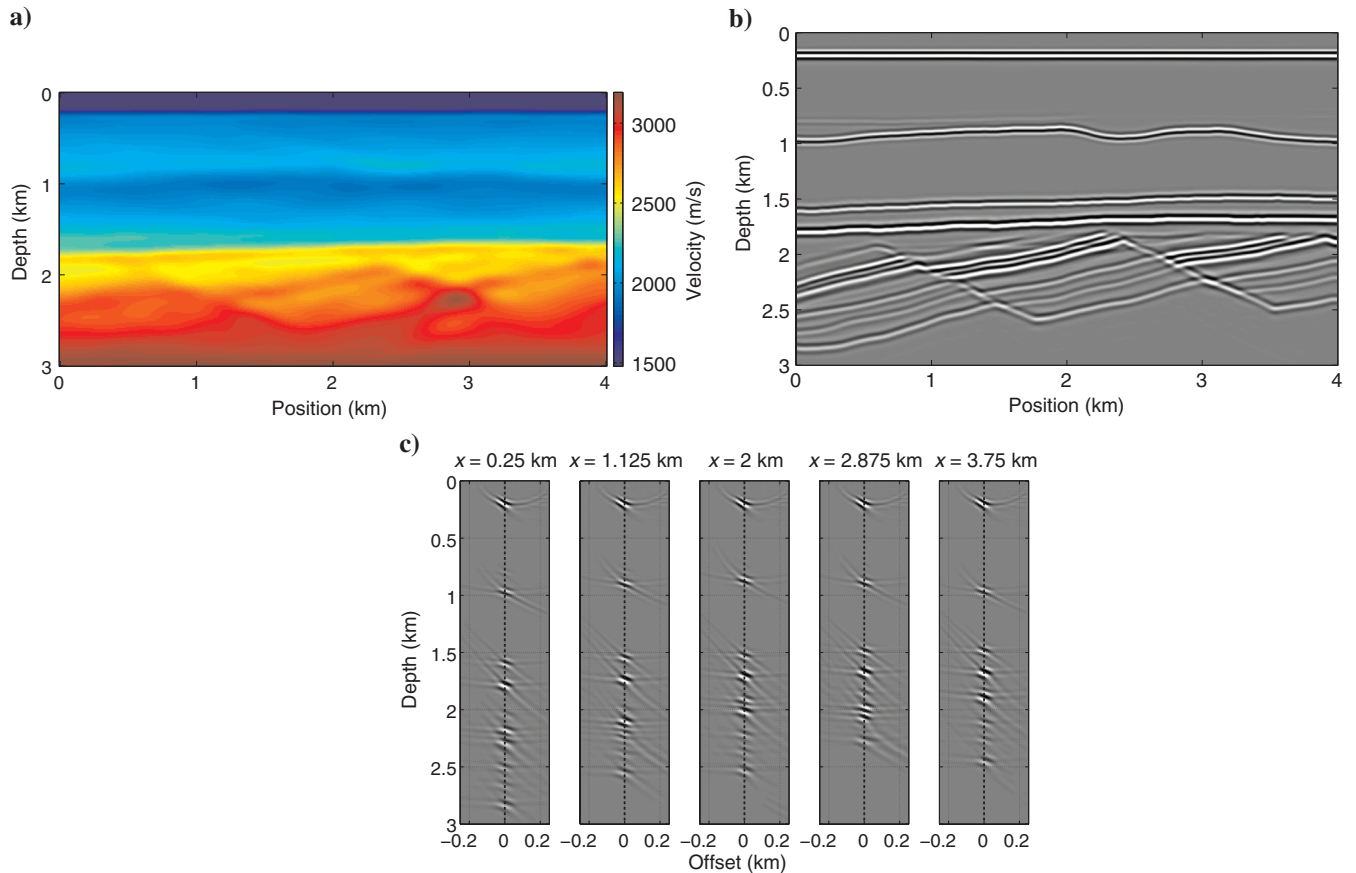 a)
0
1
2
3
Depth (km)
0
1
2
3
4
Position (km)
3000
2500
2000
1500
Velocity (m/s)
b)
0
0.5
1
1.5
2
2.5
3
Depth (km)
0
1
2
3
4
Position (km)
c)
x = 0.25 km x = 1.125 km x = 2 km x = 2.875 km x = 3.75 km
0
0.5
1
1.5
2
2.5
3
Depth (km)
−0.2 0 0.2 −0.2 0 0.2 −0.2 0 0.2 −0.2 0 0.2 −0.2 0 0.2
Offset (km)